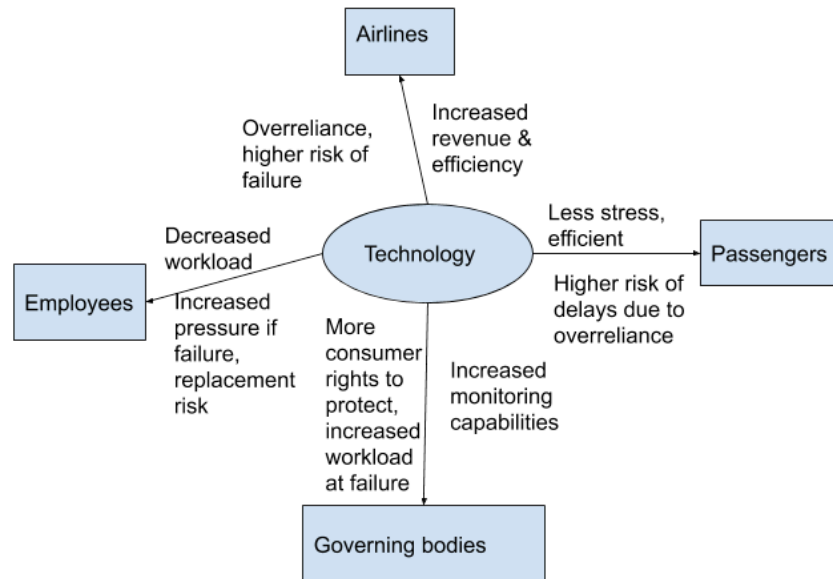 Airlines
Overreliance,
higher risk of
failure
Increased
revenue &
efficiency
Technology
Less stress,
efficient
Passengers
Higher risk of
delays due to
overreliance
Decreased
workload
Employees
Increased
pressure if
failure,
replacement
risk
More
consumer
rights to
protect,
increased
workload
at failure
Increased
monitoring
capabilities
Governing bodies